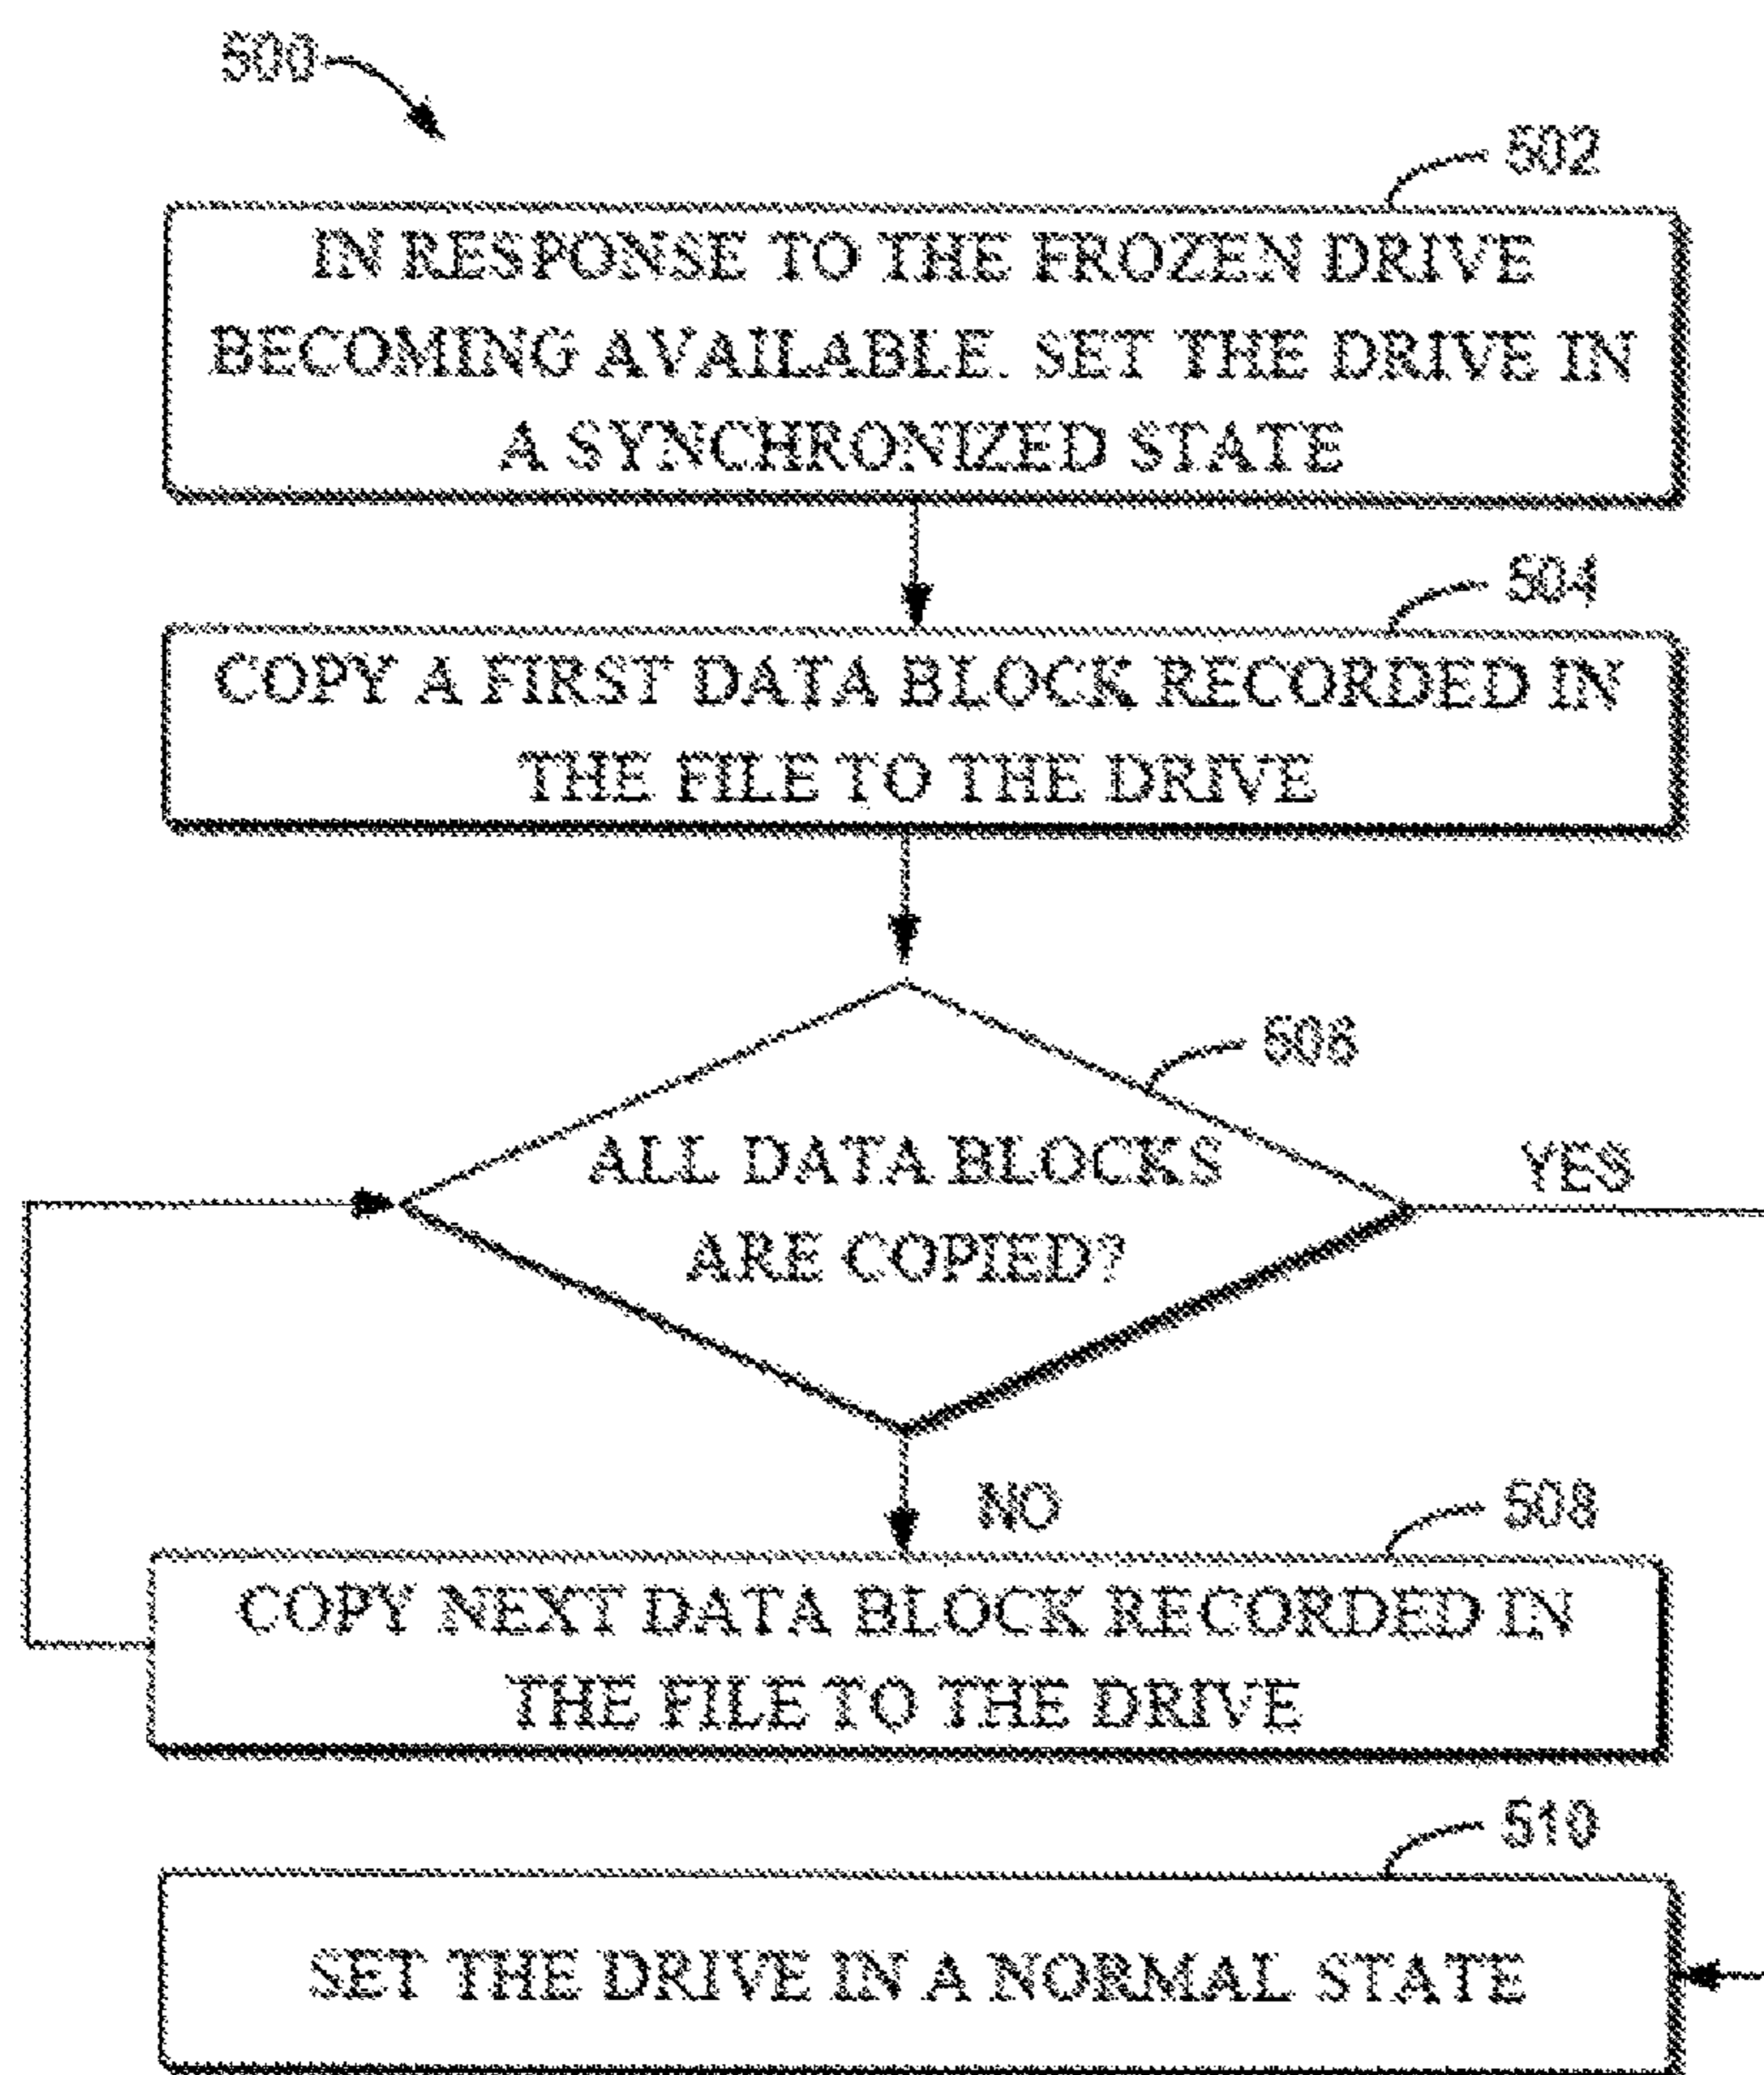 500
502
IN RESPONSE TO THE FROZEN DRIVE
BECOMING AVAILABLE. SET THE DRIVE IN
A SYNCHRONIZED STATE
504
COPY A FIRST DATA BLOCK RECORDED IN
THE FILE TO THE DRIVE
506
ALL DATA BLOCKS
ARE COPIED?
YES
NO
508
COPY NEXT DATA BLOCK RECORDED IN
THE FILE TO THE DRIVE
510
SET THE DRIVE IN A NORMAL STATE